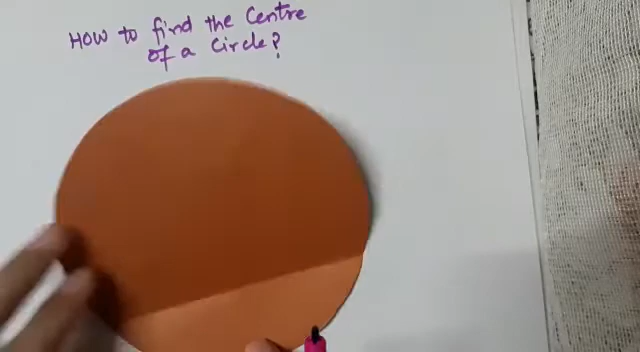 HOW to find the Centre
of a Circle?